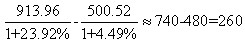 913.96/(1+23.92%) - 500.52/(1+4.49%) ≈ 740-480=260